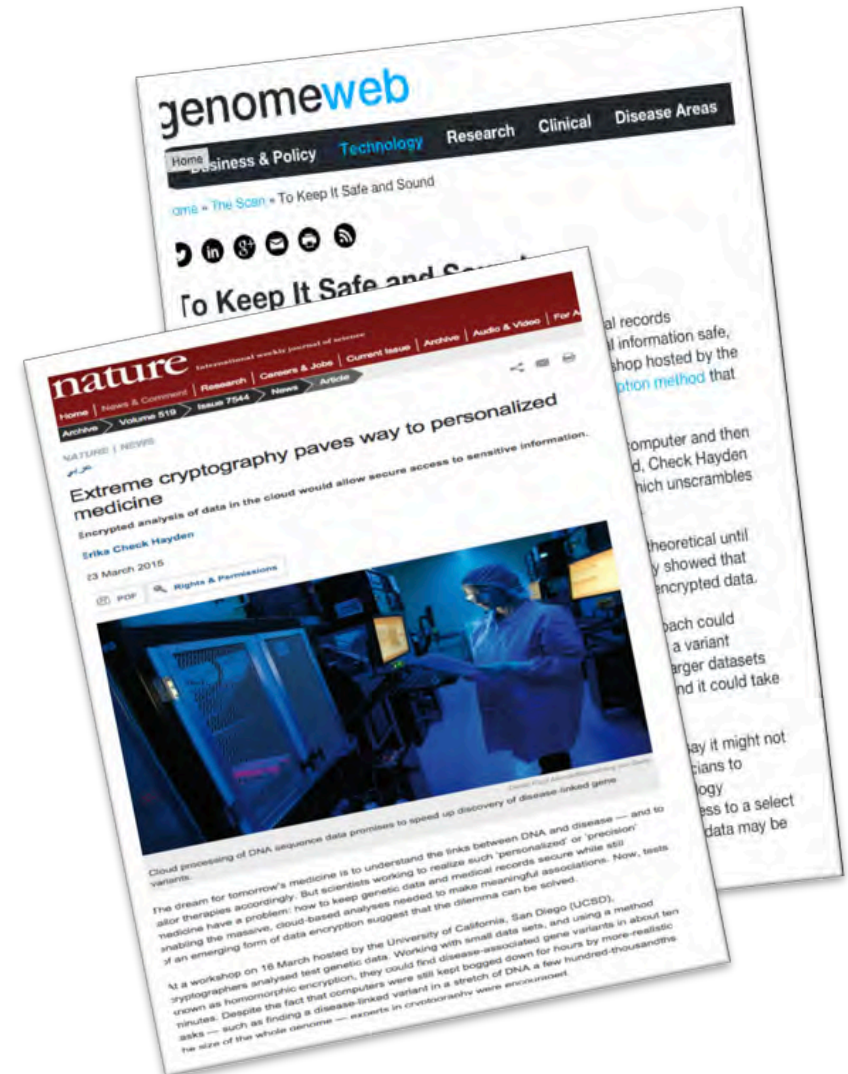 genomeweb
Home
siness & Policy Technology Research Clinical Disease Areas
ome » The Scan » To Keep It Safe and Sound
in g+
To Keep It Safe and
al records
l information safe,
shop hosted by the
ption method that
omputer and then
d, Check Hayden
hich unscrambles
theoretical until
y showed that
encrypted data.
oach could
a variant
arger datasets
nd it could take
say it might not
cians to
logy
ess to a select
data may be
nature International weekly journal of science
Home | News & Comment | Research | Careers & Jobs | Current Issue | Archive | Audio & Video | For A
Archive Volume 519 Issue 7544 News Article
NATURE | NEWS
عربي
Extreme cryptography paves way to personalized
medicine
Encrypted analysis of data in the cloud would allow secure access to sensitive information.
Erika Check Hayden
23 March 2015
PDF Rights & Permissions
Cloud processing of DNA sequence data promises to speed up discovery of disease-linked gene
variants.
The dream for tomorrow's medicine is to understand the links between DNA and disease — and to
ailor therapies accordingly. But scientists working to realize such 'personalized' or 'precision'
medicine have a problem: how to keep genetic data and medical records secure while still
enabling the massive, cloud-based analyses needed to make meaningful associations. Now, tests
of an emerging form of data encryption suggest that the dilemma can be solved.
At a workshop on 16 March hosted by the University of California, San Diego (UCSD),
cryptographers analysed test genetic data. Working with small data sets, and using a method
known as homomorphic encryption, they could find disease-associated gene variants in about ten
minutes. Despite the fact that computers were still kept bogged down for hours by more-realistic
tasks — such as finding a disease-linked variant in a stretch of DNA a few hundred-thousandths
he size of the whole genome — experts in cryptography were encouraged.